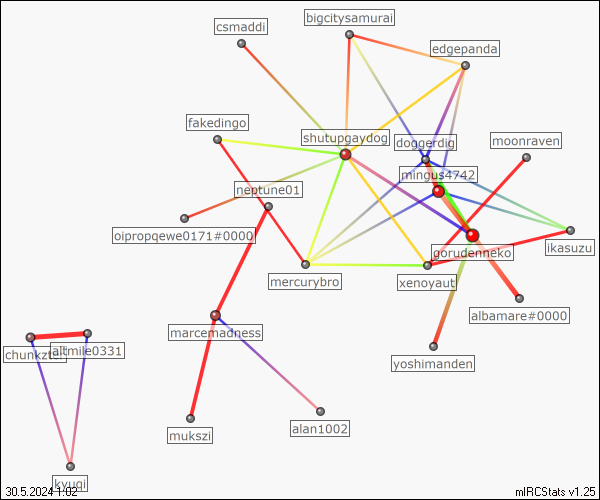 bigcitysamurai
csmaddi
edgepanda
fakedingo
shutupgaydog
doggerdig
moonraven
mingus4742
neptune01
oipropqewe0171#0000
gorudenneko
ikasuzu
mercurybro
xenoyaut
albamare#0000
marcemadness
altmile0331
yoshimanden
alan1002
mukszi
kyugi
30.5.2024 1:02
mIRCStats v1.25